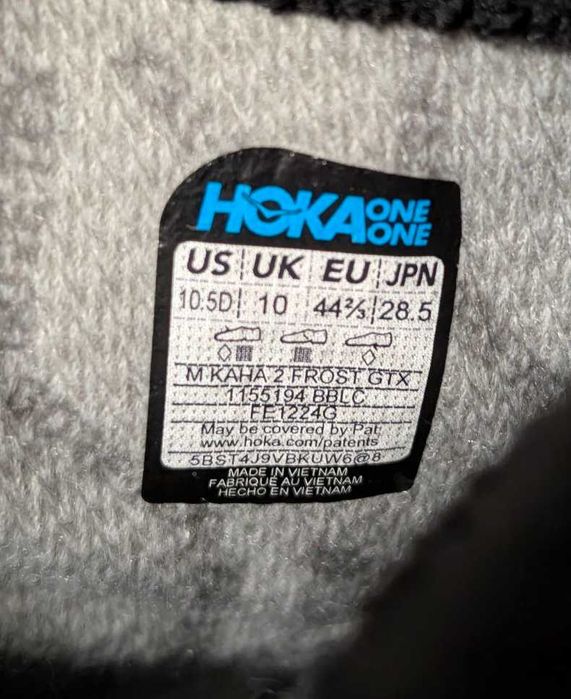 HOKA ONE ONE
US UK EU JPN
10.5D 10 44⅔ 28.5
M KAHA 2 FROST GTX
1155194 BBLC
FE1224G
May be covered by Pat.
www.hoka.com/patents
5BST4J9VBKUW6@8
MADE IN VIETNAM
FABRIQUÉ AU VIETNAM
HECHO EN VIETNAM